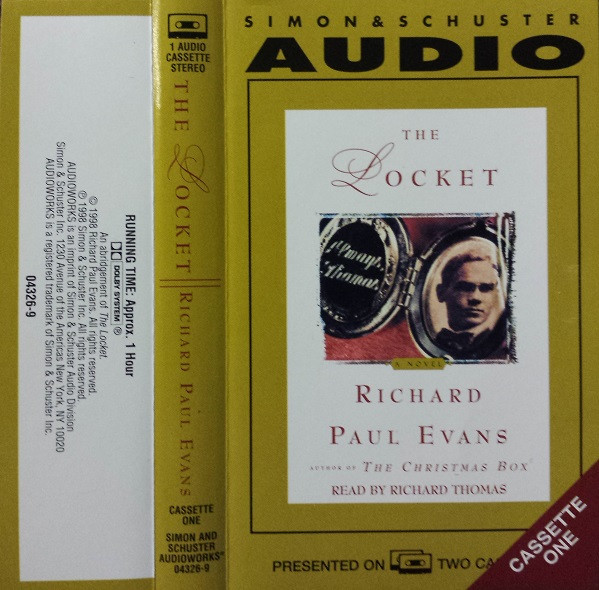 RUNNING TIME: Approx. 1 Hour
DOLBY SYSTEM ®
An abridgement of The Locket.
© 1998 Richard Paul Evans. All rights reserved.
℗ 1998 Simon & Schuster Inc. All rights reserved.
AUDIOWORKS is an imprint of Simon & Schuster Audio Division
Simon & Schuster Inc. 1230 Avenue of the Americas New York, NY 10020
AUDIOWORKS is a registered trademark of Simon & Schuster Inc.
04326-9
1 AUDIO
CASSETTE
STEREO
THE LOCKET
RICHARD PAUL EVANS
CASSETTE
ONE
SIMON AND
SCHUSTER
AUDIOWORKS®
04326-9
SIMON & SCHUSTER
AUDIO
THE
LOCKET
Always,
Thomas
A NOVEL
RICHARD
PAUL EVANS
AUTHOR OF THE CHRISTMAS BOX
READ BY RICHARD THOMAS
PRESENTED ON TWO CA
CASSETTE
ONE